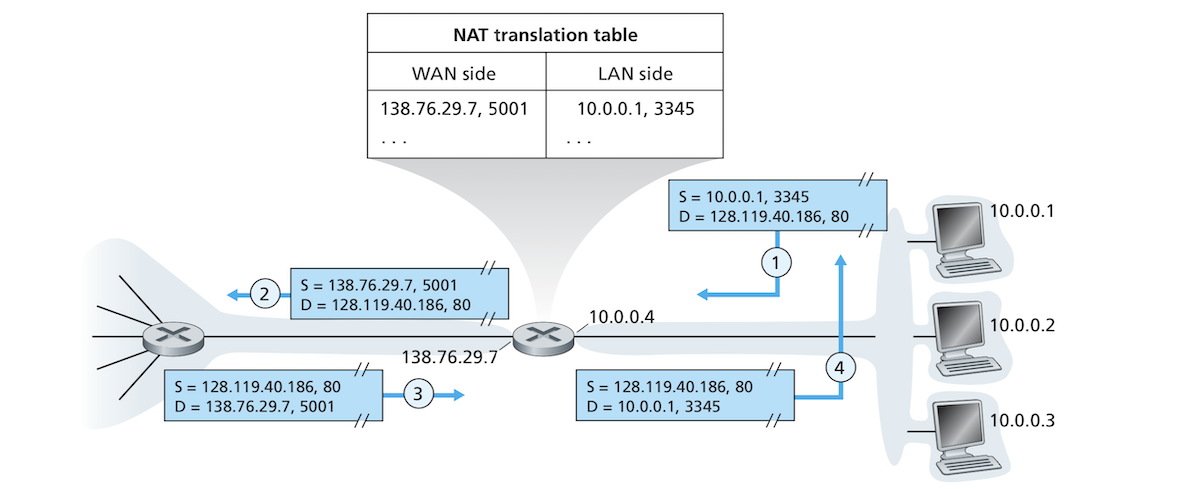 NAT translation table
WAN side LAN side
138.76.29.7, 5001 10.0.0.1, 3345
. . . . . .
S = 10.0.0.1, 3345
D = 128.119.40.186, 80
10.0.0.1
1
S = 138.76.29.7, 5001
D = 128.119.40.186, 80
2
10.0.0.4
10.0.0.2
138.76.29.7
S = 128.119.40.186, 80
D = 138.76.29.7, 5001
3
S = 128.119.40.186, 80
D = 10.0.0.1, 3345
4
10.0.0.3